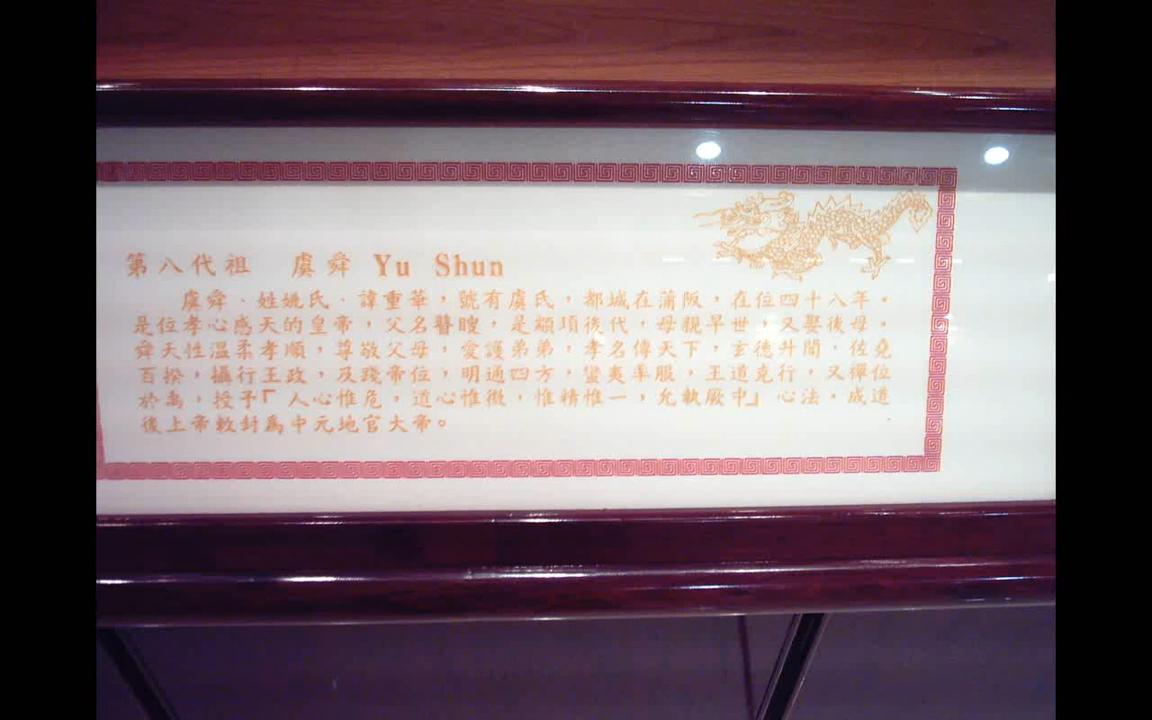 第八代祖　虞舜 Yu Shun
虞舜．姓姚氏．諱重華，號有虞氏，都城在蒲阪，在位四十八年。
是位孝心感天的皇帝，父名瞽瞍，是顓頊後代，母親早世，又娶後母。
舜天性溫柔孝順，尊敬父母，愛護弟弟，孝名傳天下，玄德升聞．佐堯
百揆，攝行王政，及踐帝位，明通四方，蠻夷率服，王道克行，又禪位
於禹，授予『人心惟危，道心惟微，惟精惟一，允執厥中』心法，成道
後上帝敕封為中元地官大帝。